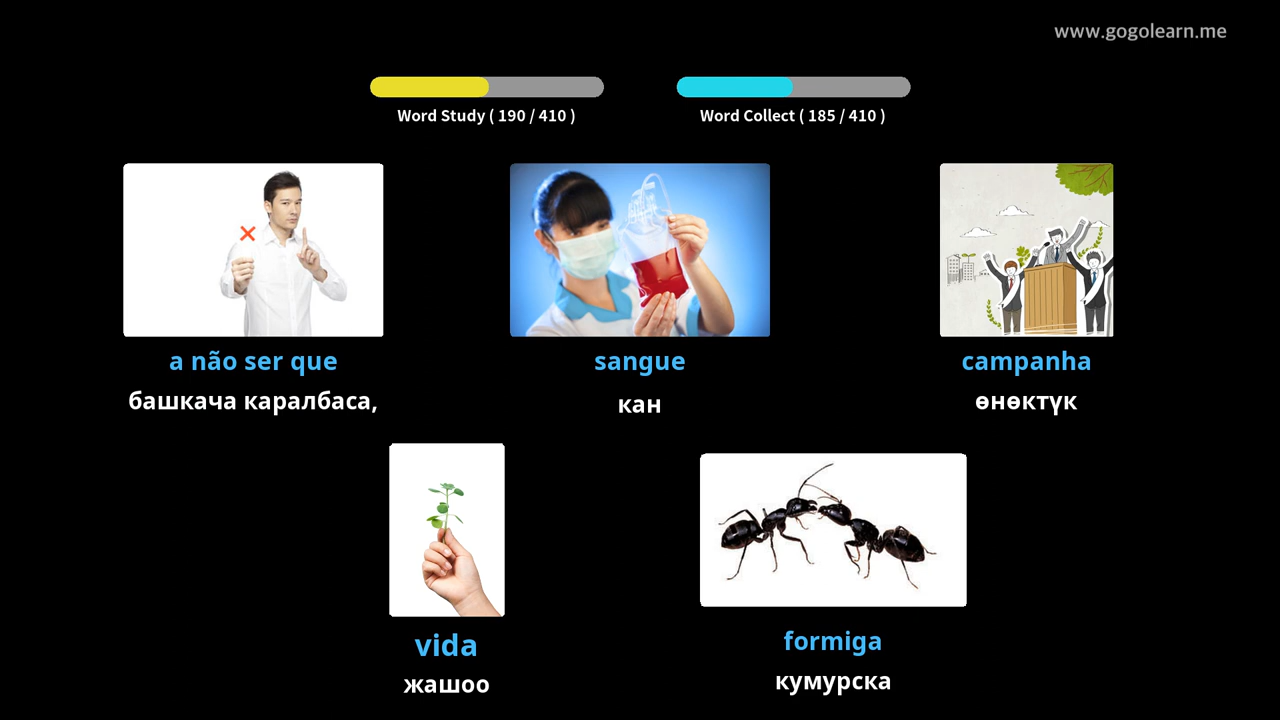 www.gogolearn.me
Word Study ( 190 / 410 )
Word Collect ( 185 / 410 )
a não ser que
башкача каралбаса,
sangue
кан
campanha
өнөктүк
vida
жашоо
formiga
кумурска